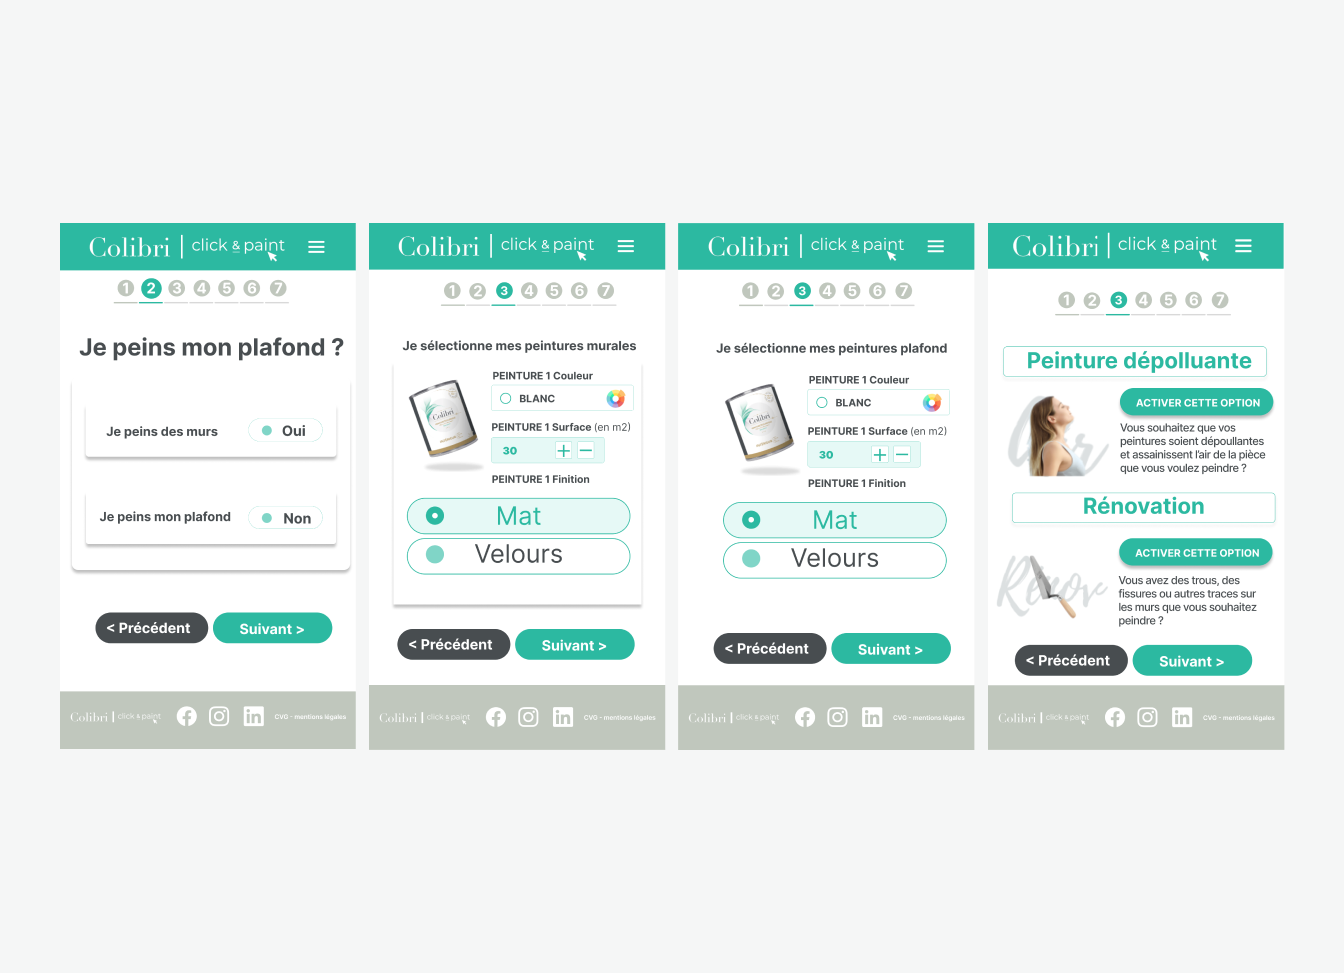 Colibri | click & paint
1 2 3 4 5 6 7
Je peins mon plafond ?
Je peins des murs
Oui
Je peins mon plafond
Non
< Précédent
Suivant >
Colibri | click & paint
CVG - mentions légales
Colibri | click & paint
1 2 3 4 5 6 7
Je sélectionne mes peintures murales
PEINTURE 1 Couleur
BLANC
Colibri
PEINTURE 1 Surface (en m2)
30
PEINTURE 1 Finition
Mat
Velours
< Précédent
Suivant >
Colibri | click & paint
CVG - mentions légales
Colibri | click & paint
1 2 3 4 5 6 7
Je sélectionne mes peintures plafond
PEINTURE 1 Couleur
BLANC
Colibri
PEINTURE 1 Surface (en m2)
30
PEINTURE 1 Finition
Mat
Velours
< Précédent
Suivant >
Colibri | click & paint
CVG - mentions légales
Colibri | click & paint
1 2 3 4 5 6 7
Peinture dépolluante
ACTIVER CETTE OPTION
Air
Vous souhaitez que vos
peintures soient dépoullantes
et assainissent l'air de la pièce
que vous voulez peindre ?
Rénovation
ACTIVER CETTE OPTION
Rénov
Vous avez des trous, des
fissures ou autres traces sur
les murs que vous souhaitez
peindre ?
< Précédent
Suivant >
Colibri | click & paint
CVG - mentions légales